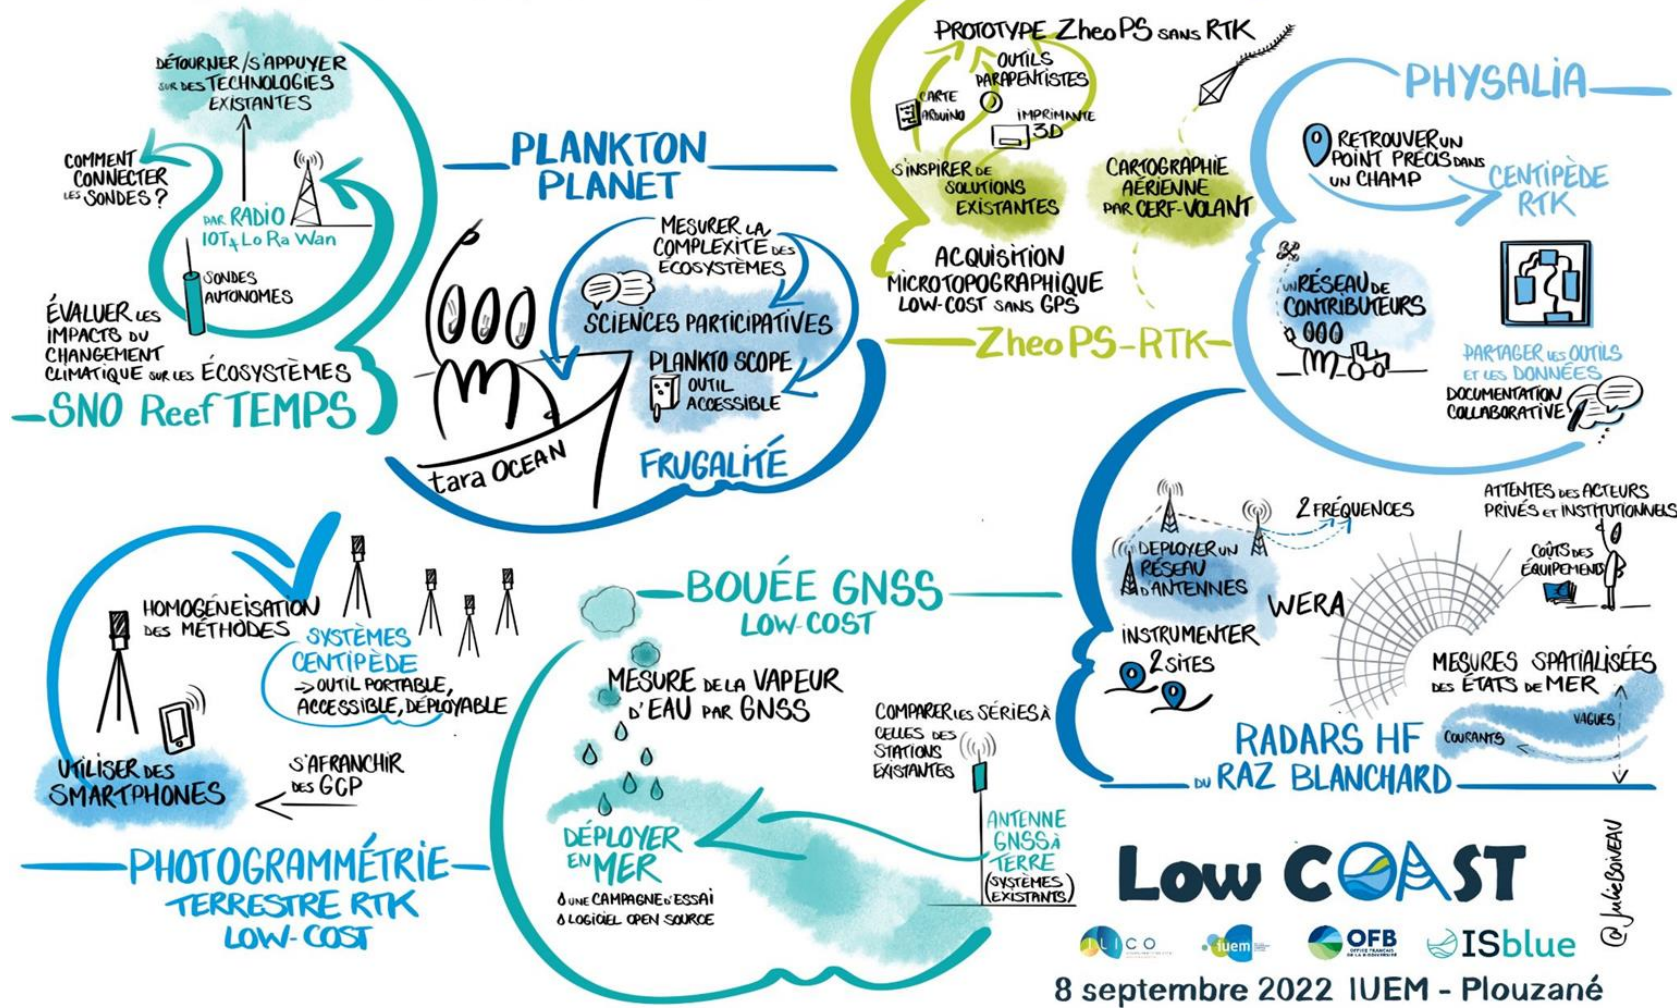 DÉTOURNER/S'APPUYER
SUR DES TECHNOLOGIES
EXISTANTES
COMMENT
CONNECTER
LES SONDES ?
PAR RADIO
IOT & LoRaWan
SONDES
AUTONOMES
ÉVALUER LES
IMPACTS DU
CHANGEMENT
CLIMATIQUE SUR LES ÉCOSYSTÈMES
SNO Reef TEMPS
PLANKTON
PLANET
MESURER LA
COMPLEXITÉ DES
ÉCOSYSTÈMES
SCIENCES PARTICIPATIVES
PLANKTO SCOPE
OUTIL
ACCESSIBLE
tara OCEAN
FRUGALITÉ
PROTOTYPE ZheoPS SANS RTK
OUTILS
PARAPENTISTES
CARTE
ARDUINO
IMPRIMANTE
3D
S'INSPIRER DE
SOLUTIONS
EXISTANTES
CARTOGRAPHIE
AÉRIENNE
PAR CERF-VOLANT
ACQUISITION
MICROTOPOGRAPHIQUE
LOW-COST SANS GPS
ZheoPS-RTK
PHYSALIA
RETROUVER UN
POINT PRÉCIS DANS
UN CHAMP
CENTIPÈDE
RTK
UN RÉSEAU DE
CONTRIBUTEURS
PARTAGER LES OUTILS
ET LES DONNÉES
DOCUMENTATION
COLLABORATIVE
HOMOGÉNEISATION
DES MÉTHODES
SYSTÈMES
CENTIPÈDE
→ OUTIL PORTABLE,
ACCESSIBLE, DÉPLOYABLE
UTILISER DES
SMARTPHONES
S'AFRANCHIR
DES GCP
PHOTOGRAMMÉTRIE
TERRESTRE RTK
LOW-COST
BOUÉE GNSS
LOW-COST
MESURE DE LA VAPEUR
D'EAU PAR GNSS
COMPARER LES SÉRIES À
CELLES DES
STATIONS
EXISTANTES
ANTENNE
GNSS À
TERRE
(SYSTÈMES
EXISTANTS)
DÉPLOYER
EN MER
UNE CAMPAGNE D'ESSAI
LOGICIEL OPEN SOURCE
2 FRÉQUENCES
DEPLOYER UN
RÉSEAU
D'ANTENNES
WERA
INSTRUMENTER
2 SITES
ATTENTES DES ACTEURS
PRIVÉS ET INSTITUTIONNELS
COÛTS DES
ÉQUIPEMENTS
MESURES SPATIALISÉES
DES ÉTATS DE MER
VAGUES
COURANTS
RADARS HF
DU RAZ BLANCHARD
Low COAST
@JulieBoiveau
ILICO
iuem
OFB
OFFICE FRANÇAIS
DE LA BIODIVERSITÉ
ISblue
8 septembre 2022 IUEM - Plouzané